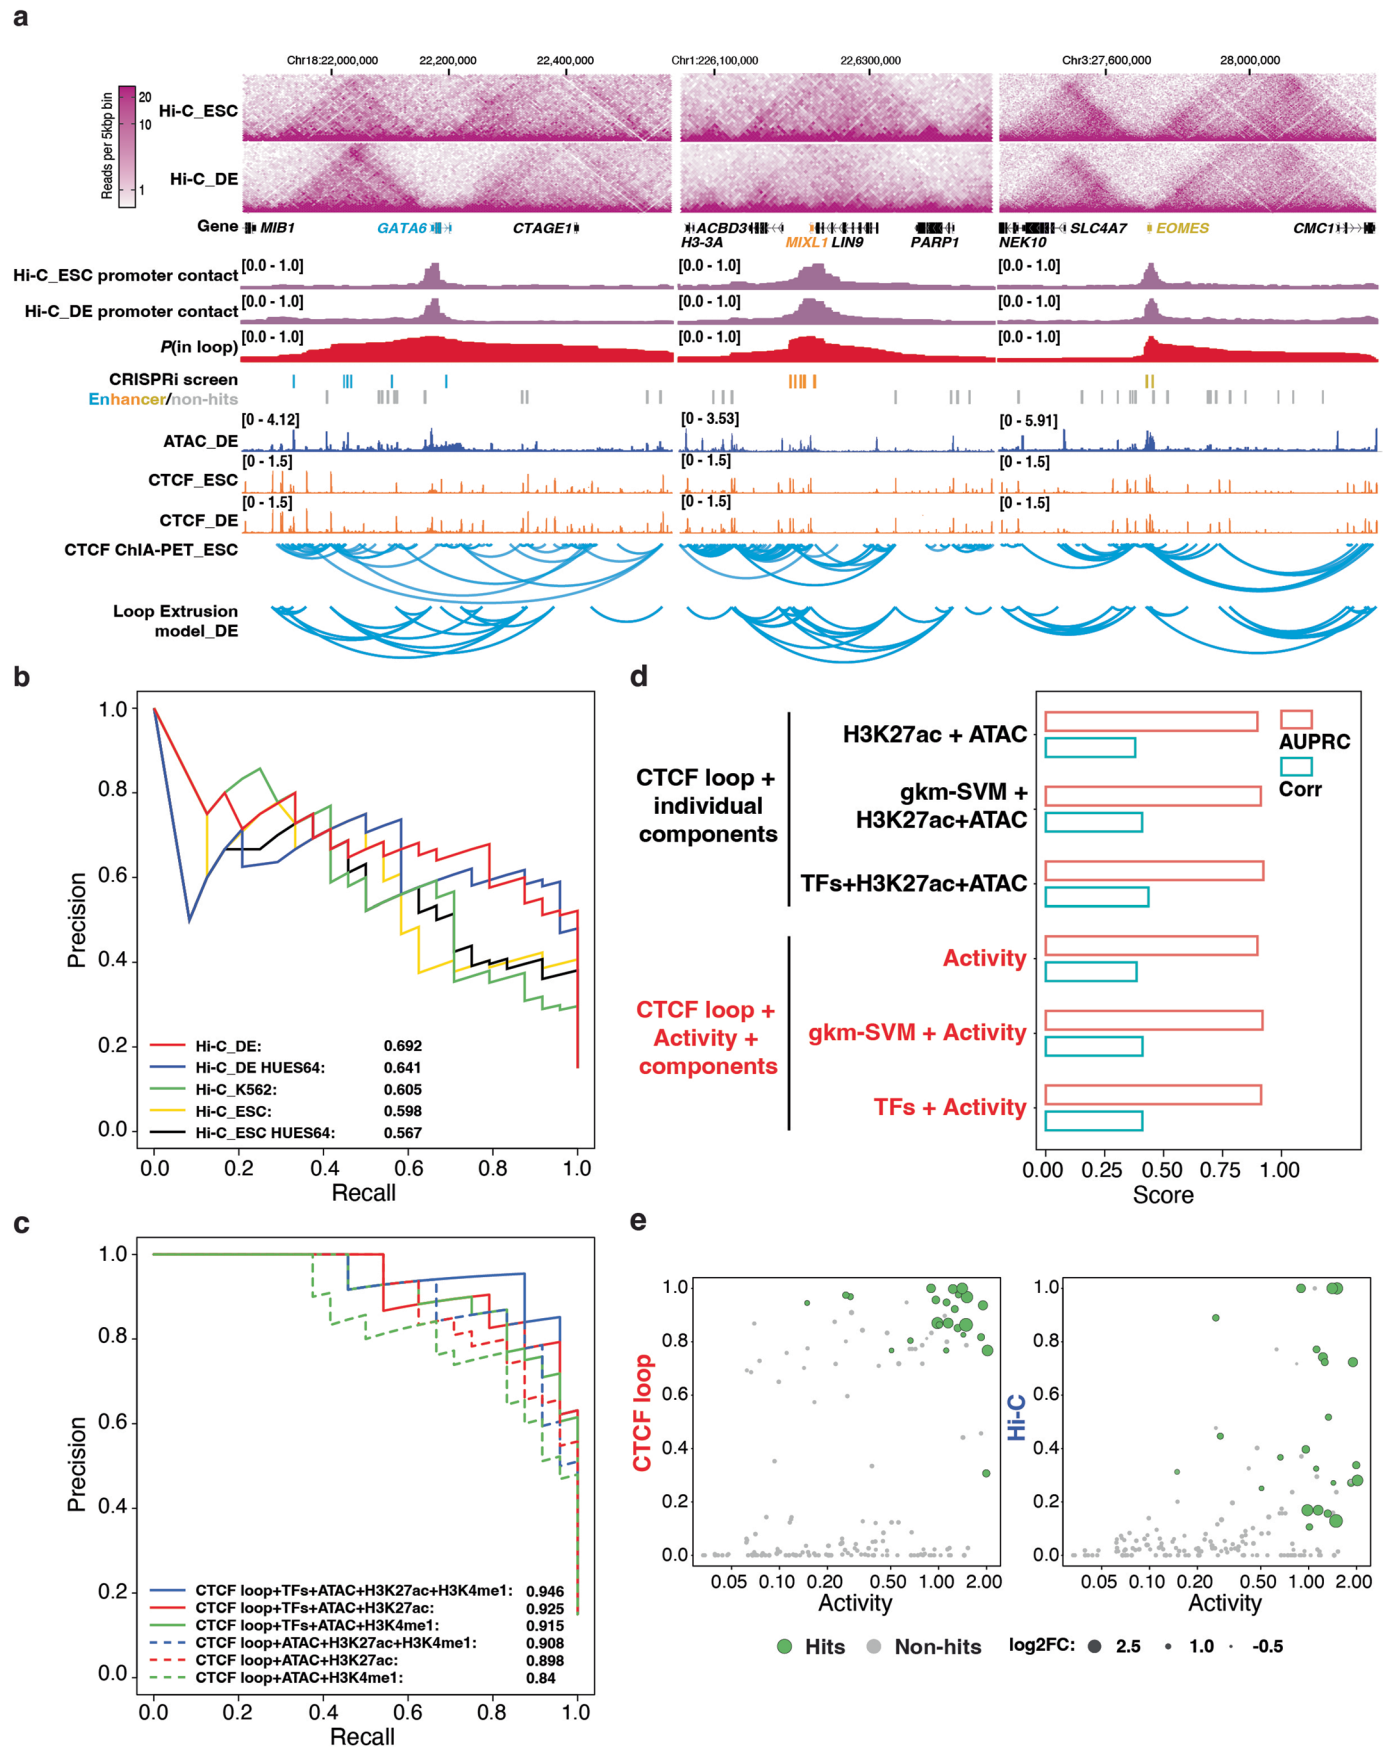 a
Chr18:22,000,000 22,200,000 22,400,000 Chr1:226,100,000 22,6300,000 Chr3:27,600,000 28,000,000
Reads per 5kbp bin
20
10
1
Hi-C_ESC
Hi-C_DE
Gene MIB1 GATA6 CTAGE1 ACBD3 H3-3A MIXL1 LIN9 PARP1 NEK10 SLC4A7 EOMES CMC1
Hi-C_ESC promoter contact [0.0 - 1.0] [0.0 - 1.0] [0.0 - 1.0]
Hi-C_DE promoter contact [0.0 - 1.0] [0.0 - 1.0] [0.0 - 1.0]
P(in loop) [0.0 - 1.0] [0.0 - 1.0] [0.0 - 1.0]
CRISPRi screen
Enhancer/non-hits
ATAC_DE [0 - 4.12] [0 - 3.53] [0 - 5.91]
CTCF_ESC [0 - 1.5] [0 - 1.5] [0 - 1.5]
CTCF_DE [0 - 1.5] [0 - 1.5] [0 - 1.5]
CTCF ChIA-PET_ESC
Loop Extrusion
model_DE
b
Precision
1.0
0.8
0.6
0.4
0.2
0.0
Hi-C_DE: 0.692
Hi-C_DE HUES64: 0.641
Hi-C_K562: 0.605
Hi-C_ESC: 0.598
Hi-C_ESC HUES64: 0.567
0.0 0.2 0.4 0.6 0.8 1.0
Recall
d
CTCF loop +
individual
components
H3K27ac + ATAC
gkm-SVM +
H3K27ac+ATAC
TFs+H3K27ac+ATAC
CTCF loop +
Activity +
components
Activity
gkm-SVM + Activity
TFs + Activity
AUPRC
Corr
0.00 0.25 0.50 0.75 1.00
Score
c
Precision
1.0
0.8
0.6
0.4
0.2
0.0
CTCF loop+TFs+ATAC+H3K27ac+H3K4me1: 0.946
CTCF loop+TFs+ATAC+H3K27ac: 0.925
CTCF loop+TFs+ATAC+H3K4me1: 0.915
CTCF loop+ATAC+H3K27ac+H3K4me1: 0.908
CTCF loop+ATAC+H3K27ac: 0.898
CTCF loop+ATAC+H3K4me1: 0.84
0.0 0.2 0.4 0.6 0.8 1.0
Recall
e
CTCF loop
1.0
0.8
0.6
0.4
0.2
0.0
0.05 0.10 0.20 0.50 1.00 2.00
Activity
Hi-C
1.0
0.8
0.6
0.4
0.2
0.0
0.05 0.10 0.20 0.50 1.00 2.00
Activity
Hits Non-hits log2FC: 2.5 1.0 -0.5